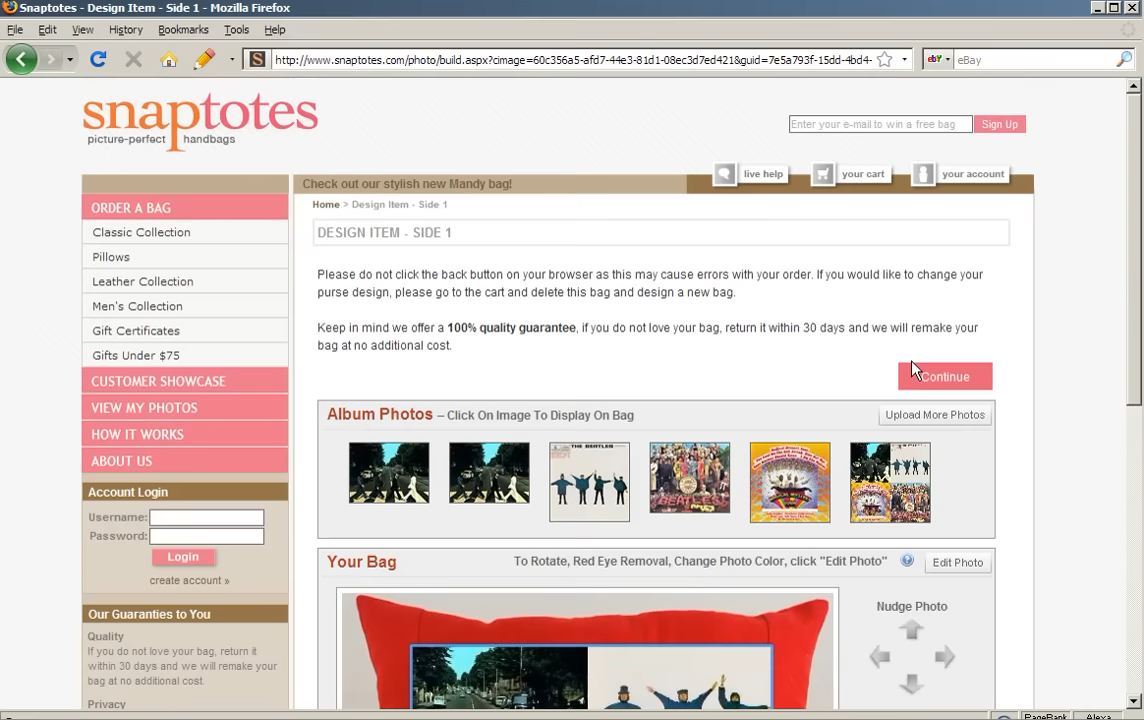 Snaptotes - Design Item - Side 1 - Mozilla Firefox
File Edit View History Bookmarks Tools Help
http://www.snaptotes.com/photo/build.aspx?cimage=60c356a5-afd7-44e3-81d1-08ec3d7ed421&guid=7e5a793f-15dd-4bd4-
eBay
snaptotes
picture-perfect handbags
Enter your e-mail to win a free bag
Sign Up
live help
your cart
your account
Check out our stylish new Mandy bag!
Home > Design Item - Side 1
DESIGN ITEM - SIDE 1
ORDER A BAG
Classic Collection
Pillows
Leather Collection
Men's Collection
Gift Certificates
Gifts Under $75
CUSTOMER SHOWCASE
VIEW MY PHOTOS
HOW IT WORKS
ABOUT US
Account Login
Username:
Password:
Login
create account »
Our Guaranties to You
Quality
If you do not love your bag, return
it within 30 days and we will remake
your bag at no additional cost.
Privacy
Please do not click the back button on your browser as this may cause errors with your order. If you would like to change your
purse design, please go to the cart and delete this bag and design a new bag.
Keep in mind we offer a 100% quality guarantee, if you do not love your bag, return it within 30 days and we will remake your
bag at no additional cost.
Continue
Album Photos – Click On Image To Display On Bag
Upload More Photos
THE BEATLES
BEATLES
Your Bag
To Rotate, Red Eye Removal, Change Photo Color, click "Edit Photo"
Edit Photo
Nudge Photo
PageRank
Alexa